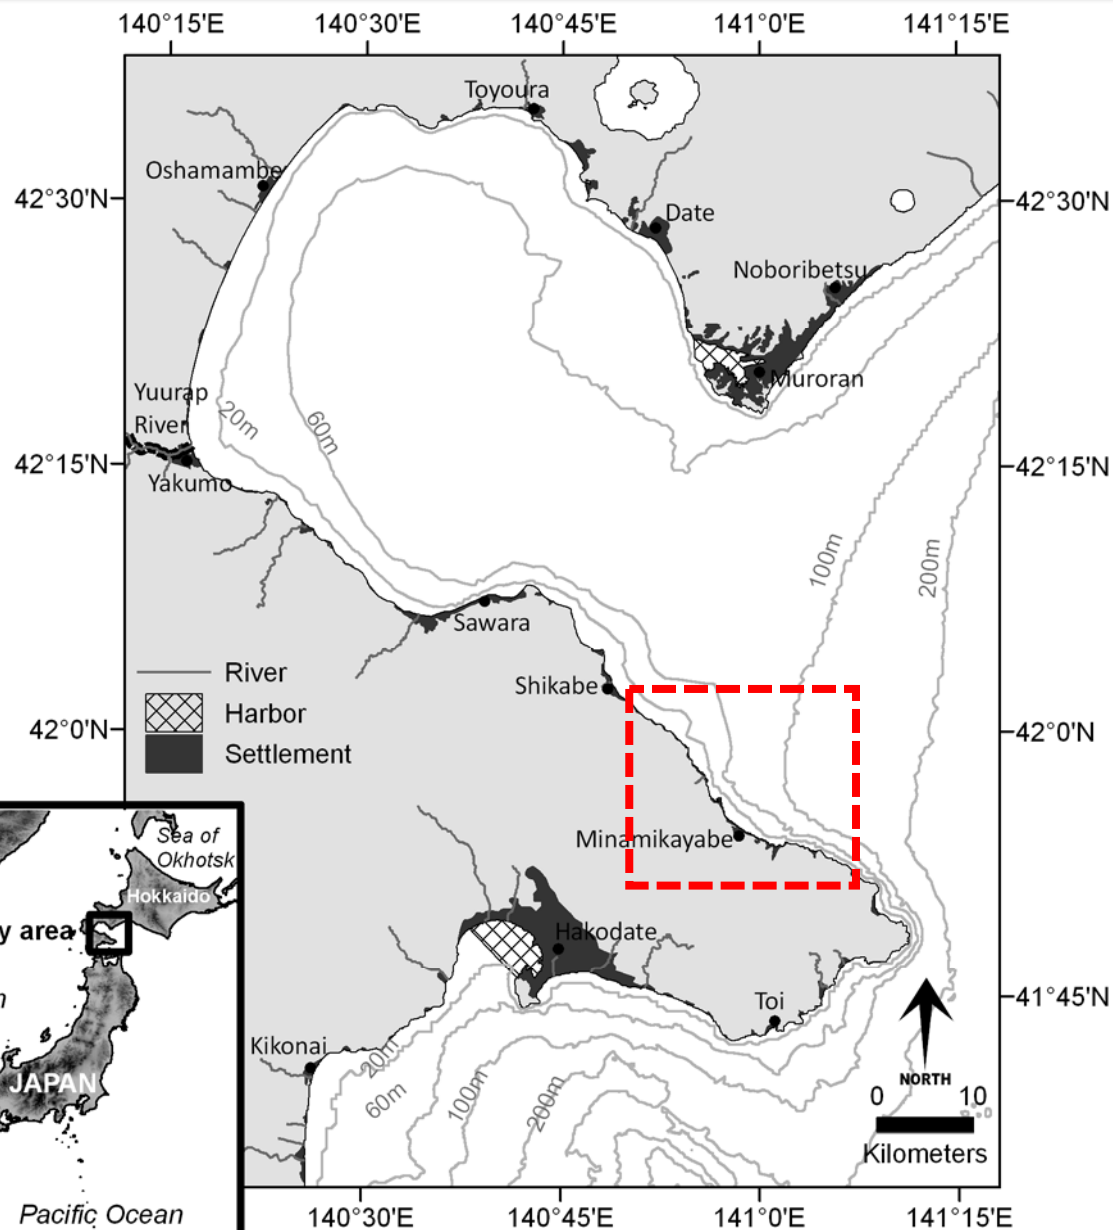 140°15'E 140°30'E 140°45'E 141°0'E 141°15'E
Toyoura
Oshamambe
42°30'N 42°30'N
Date
Noboribetsu
Muroran
Yuurap
River
20m
60m
42°15'N 42°15'N
Yakumo
100m
200m
Sawara
River
Shikabe
Harbor
42°0'N 42°0'N
Settlement
Minamikayabe
Sea of
Okhotsk
Hokkaido
y area
Hakodate
41°45'N
Toi
Kikonai
20m
60m
100m
200m
JAPAN
NORTH
0 10
Kilometers
Pacific Ocean
140°30'E 140°45'E 141°0'E 141°15'E